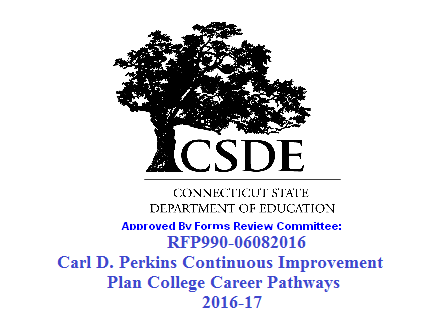 CSDE
CONNECTICUT STATE
DEPARTMENT OF EDUCATION
Approved By Forms Review Committee:
RFP990-06082016
Carl D. Perkins Continuous Improvement
Plan College Career Pathways
2016-17